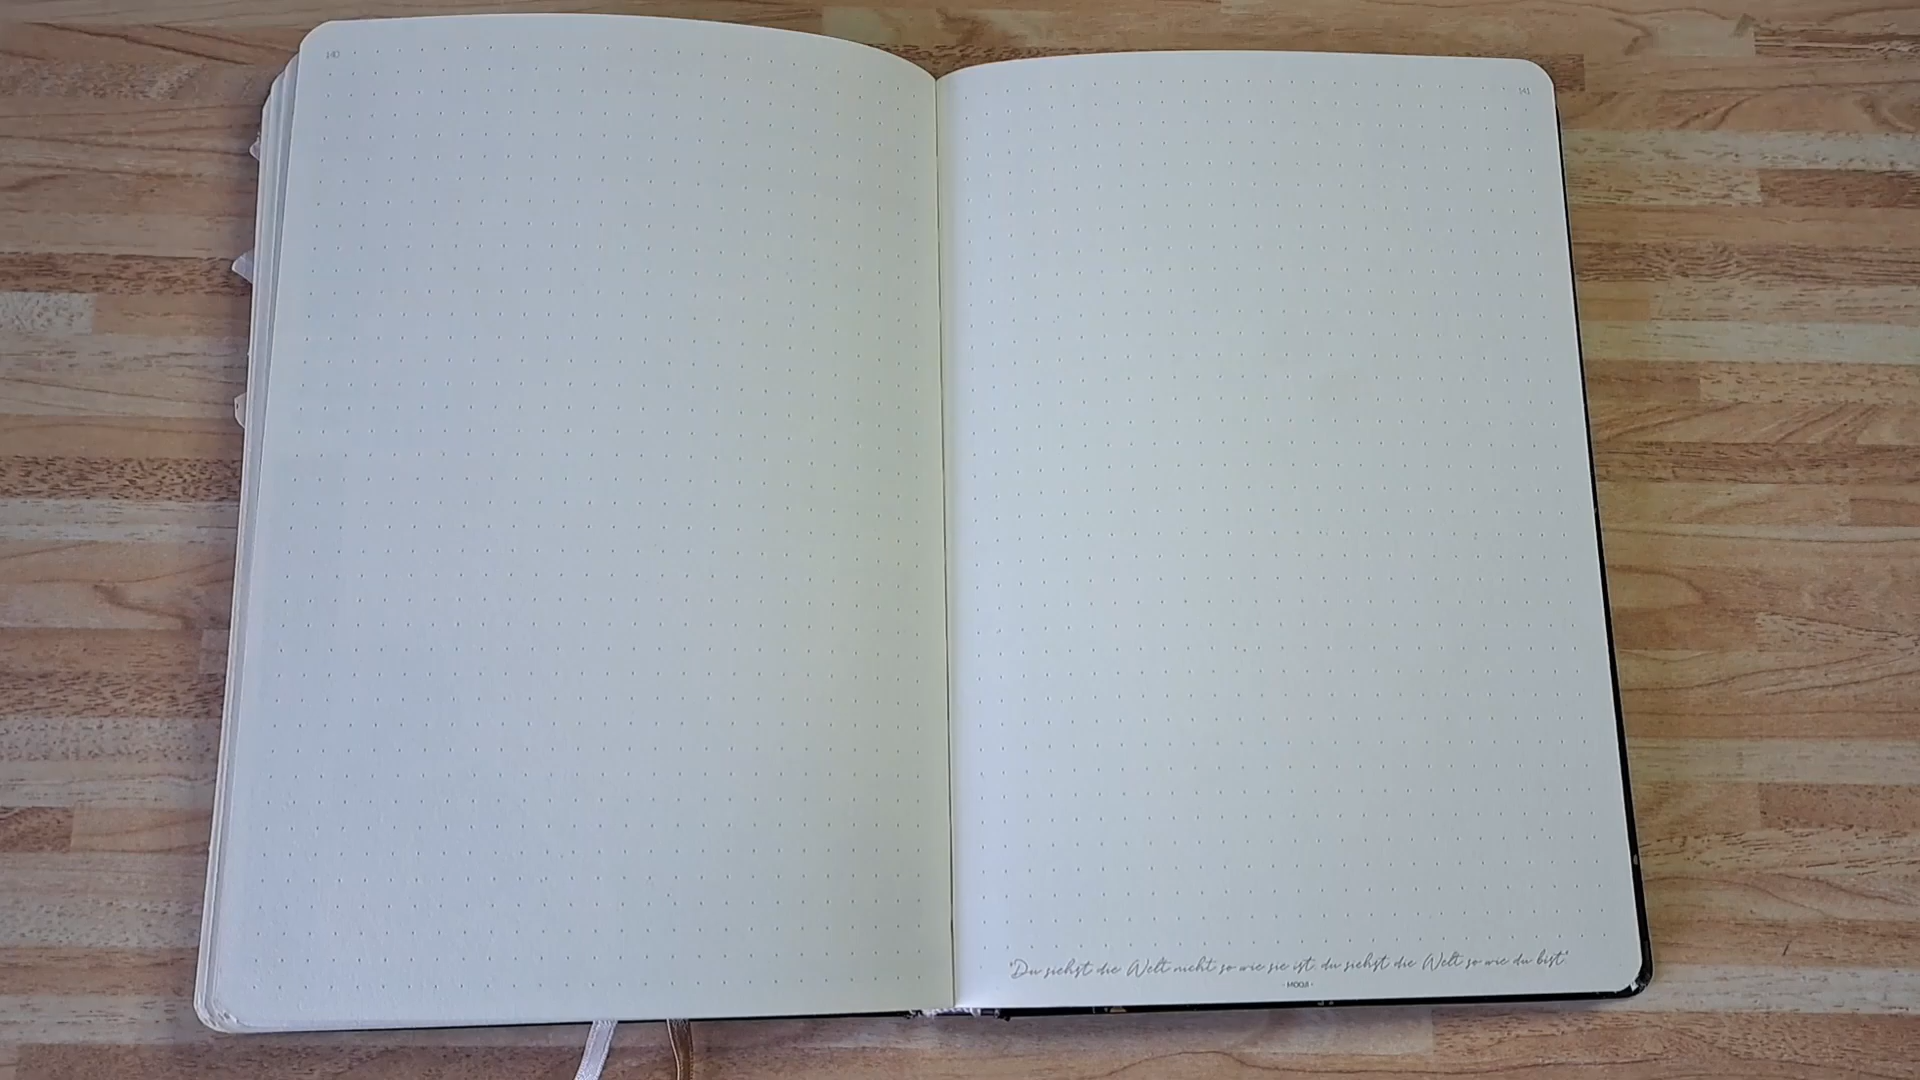 140
141
"Du siehst die Welt nicht so wie sie ist, du siehst die Welt so wie du bist"
- MOOJI -